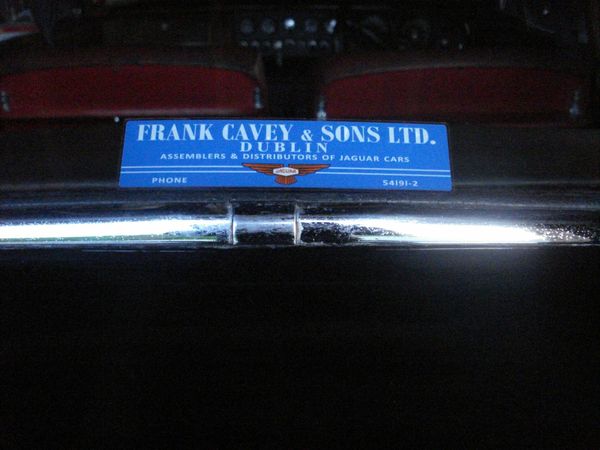 FRANK CAVEY & SONS LTD.
DUBLIN
ASSEMBLERS & DISTRIBUTORS OF JAGUAR CARS
JAGUAR
PHONE 54191-2